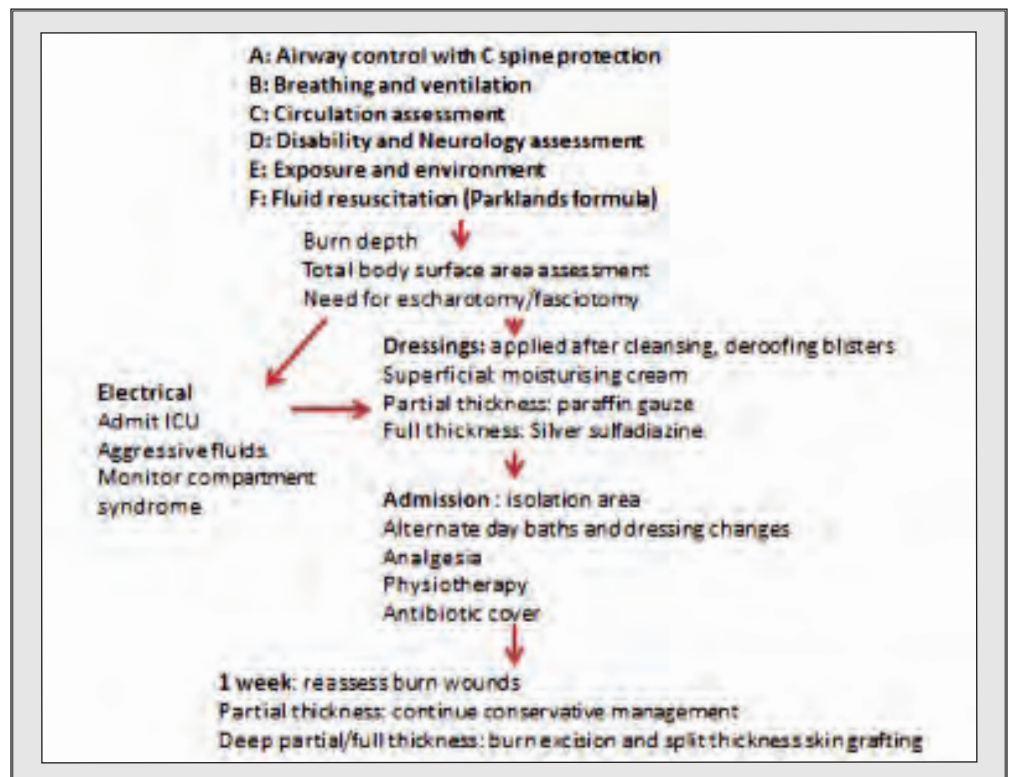 A: Airway control with C spine protection
B: Breathing and ventilation
C: Circulation assessment
D: Disability and Neurology assessment
E: Exposure and environment
F: Fluid resuscitation (Parklands formula)
Burn depth
Total body surface area assessment
Need for escharotomy/fasciotomy
Dressings: applied after cleansing, deroofing blisters
Superficial: moisturising cream
Partial thickness: paraffin gauze
Full thickness: Silver sulfadiazine
Electrical
Admit ICU
Aggressive fluids
Monitor compartment
syndrome
Admission : isolation area
Alternate day baths and dressing changes
Analgesia
Physiotherapy
Antibiotic cover
1 week: reassess burn wounds
Partial thickness: continue conservative management
Deep partial/full thickness: burn excision and split thickness skin grafting